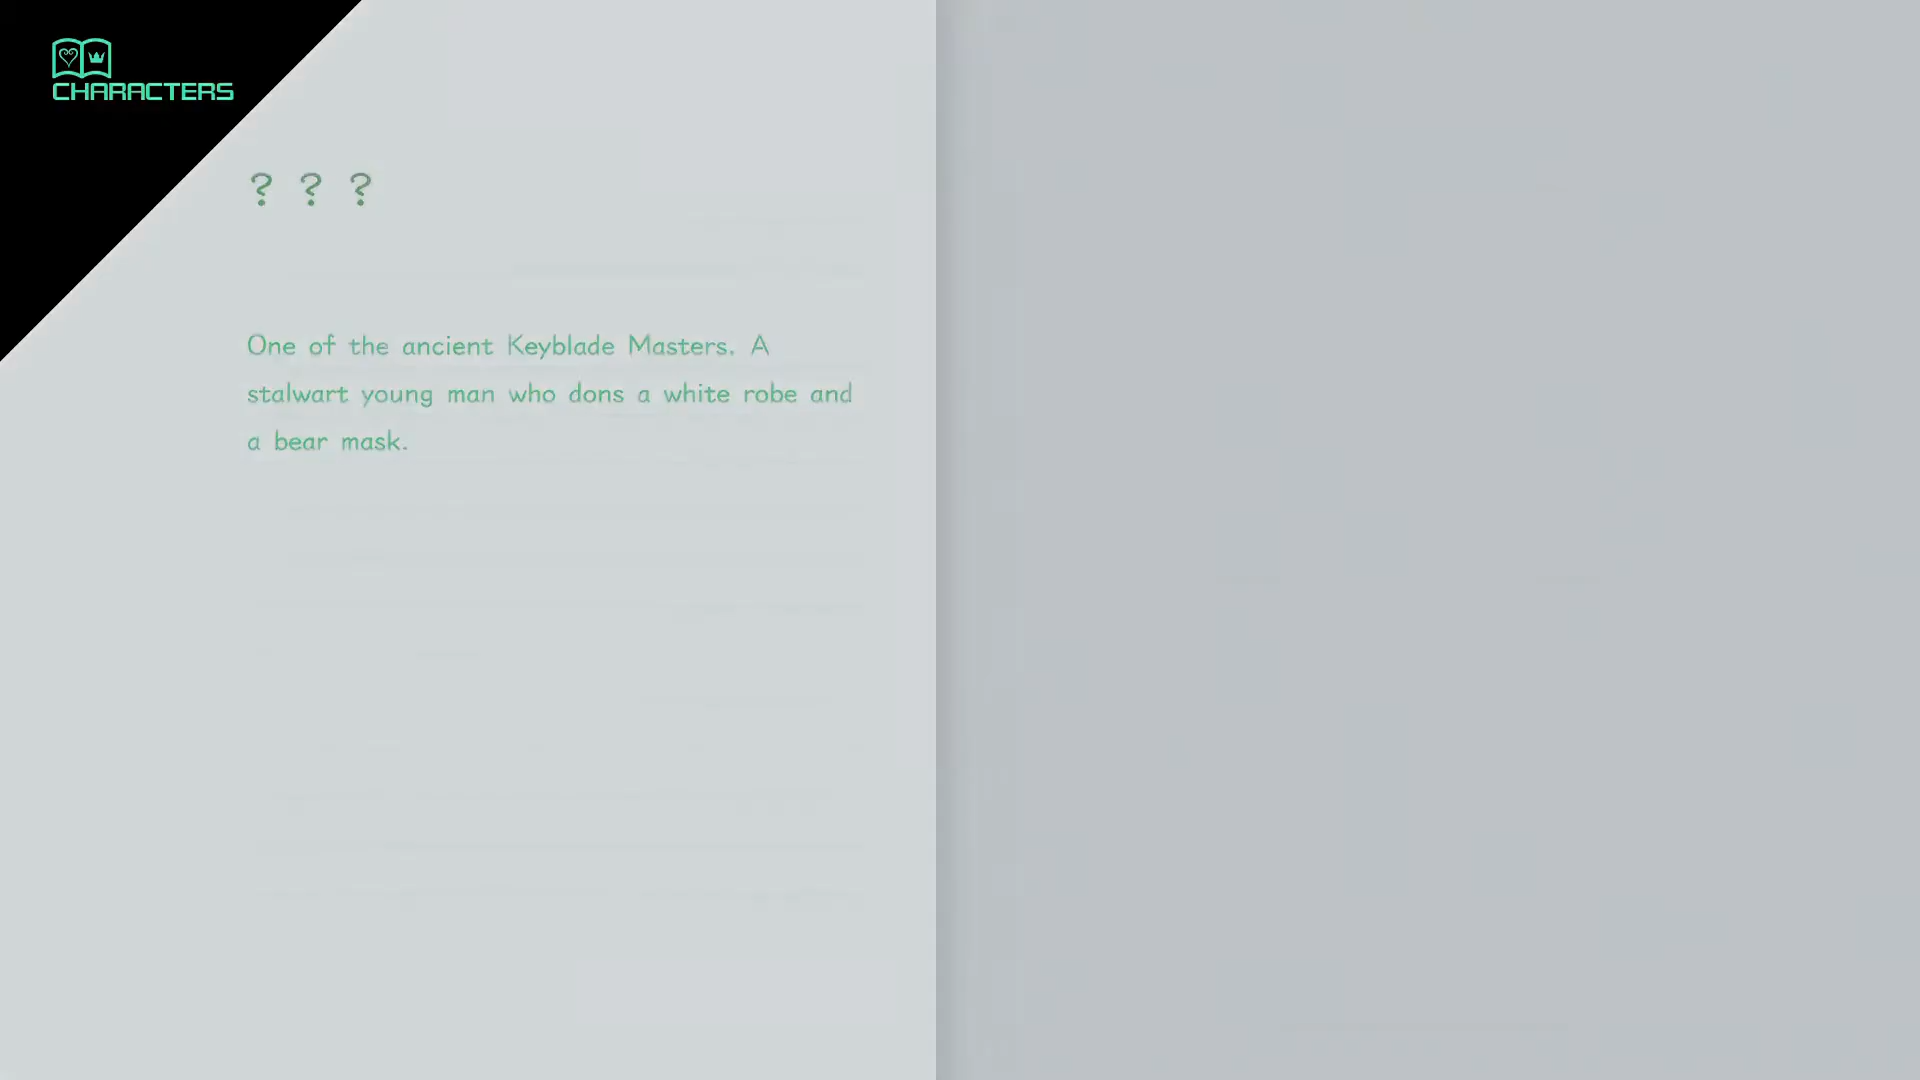 CHARACTERS
? ? ?
One of the ancient Keyblade Masters. A
stalwart young man who dons a white robe and
a bear mask.